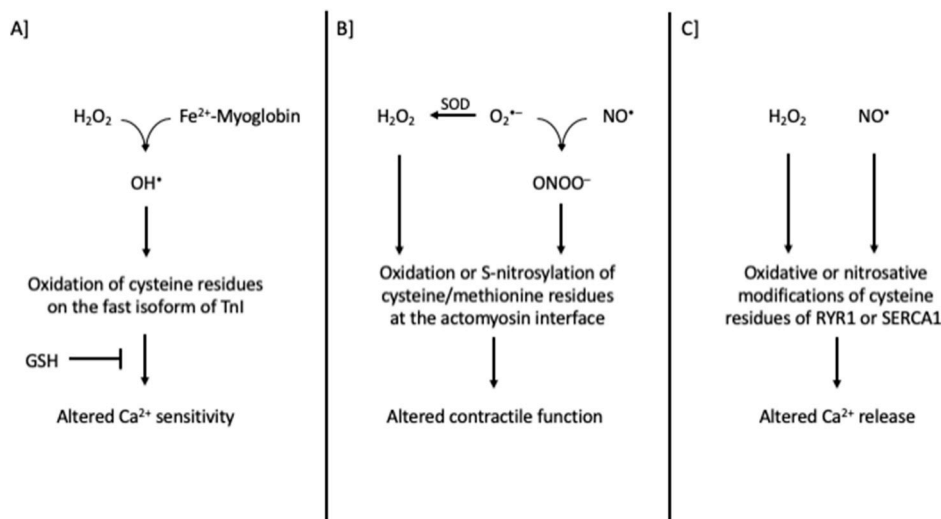 A]
H₂O₂
Fe²⁺-Myoglobin
OH•
Oxidation of cysteine residues
on the fast isoform of TnI
GSH
Altered Ca²⁺ sensitivity
B]
H₂O₂
SOD
O₂•⁻
NO•
ONOO⁻
Oxidation or S-nitrosylation of
cysteine/methionine residues
at the actomyosin interface
Altered contractile function
C]
H₂O₂
NO•
Oxidative or nitrosative
modifications of cysteine
residues of RYR1 or SERCA1
Altered Ca²⁺ release